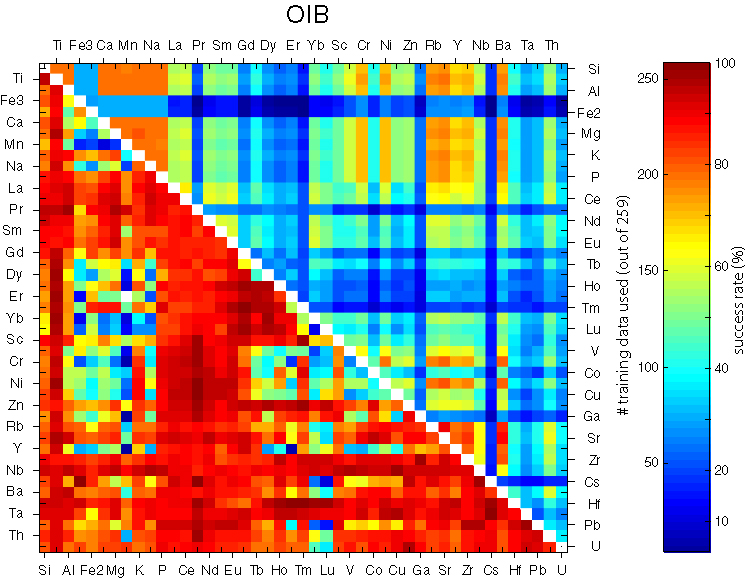 OIB
Ti Fe3 Ca Mn Na La Pr Sm Gd Dy Er Yb Sc Cr Ni Zn Rb Y Nb Ba Ta Th
Ti
Fe3
Ca
Mn
Na
La
Pr
Sm
Gd
Dy
Er
Yb
Sc
Cr
Ni
Zn
Rb
Y
Nb
Ba
Ta
Th
Si
Al
Fe2
Mg
K
P
Ce
Nd
Eu
Tb
Ho
Tm
Lu
V
Co
Cu
Ga
Sr
Zr
Cs
Hf
Pb
U
Si Al Fe2 Mg K P Ce Nd Eu Tb Ho Tm Lu V Co Cu Ga Sr Zr Cs Hf Pb U
# training data used (out of 259)
250
200
150
100
50
100
80
60
40
20
10
success rate (%)